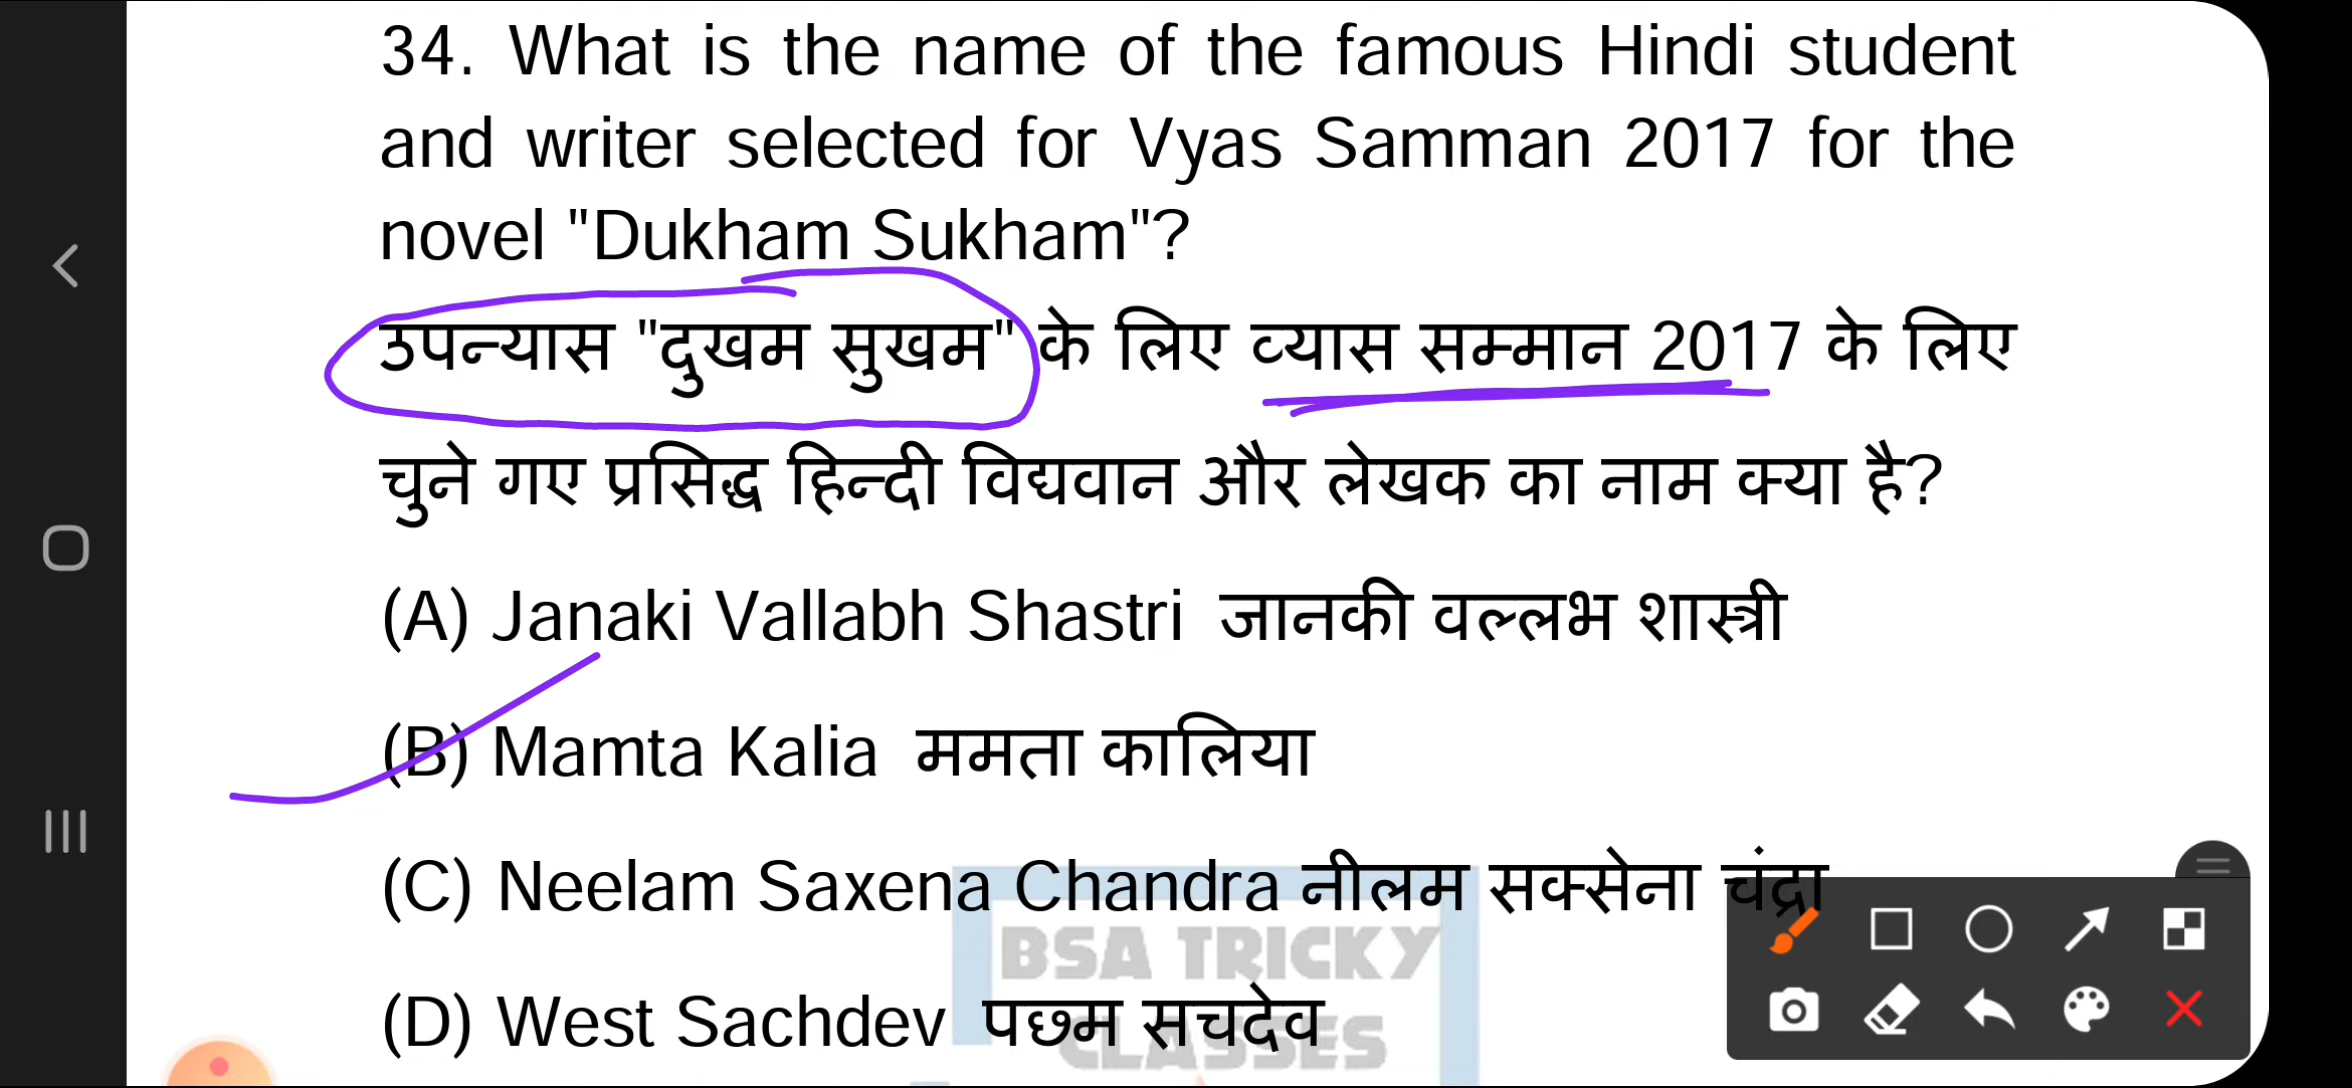 34. What is the name of the famous Hindi student
and writer selected for Vyas Samman 2017 for the
novel "Dukham Sukham"?
उपन्यास "दुखम सुखम" के लिए व्यास सम्मान 2017 के लिए
चुने गए प्रसिद्ध हिन्दी विद्यवान और लेखक का नाम क्या है?
(A) Janaki Vallabh Shastri जानकी वल्लभ शास्त्री
(B) Mamta Kalia ममता कालिया
(C) Neelam Saxena Chandra नीलम सक्सेना चंद्रा
(D) West Sachdev पछ्म सचदेव
BSA TRICKY
CLASSES